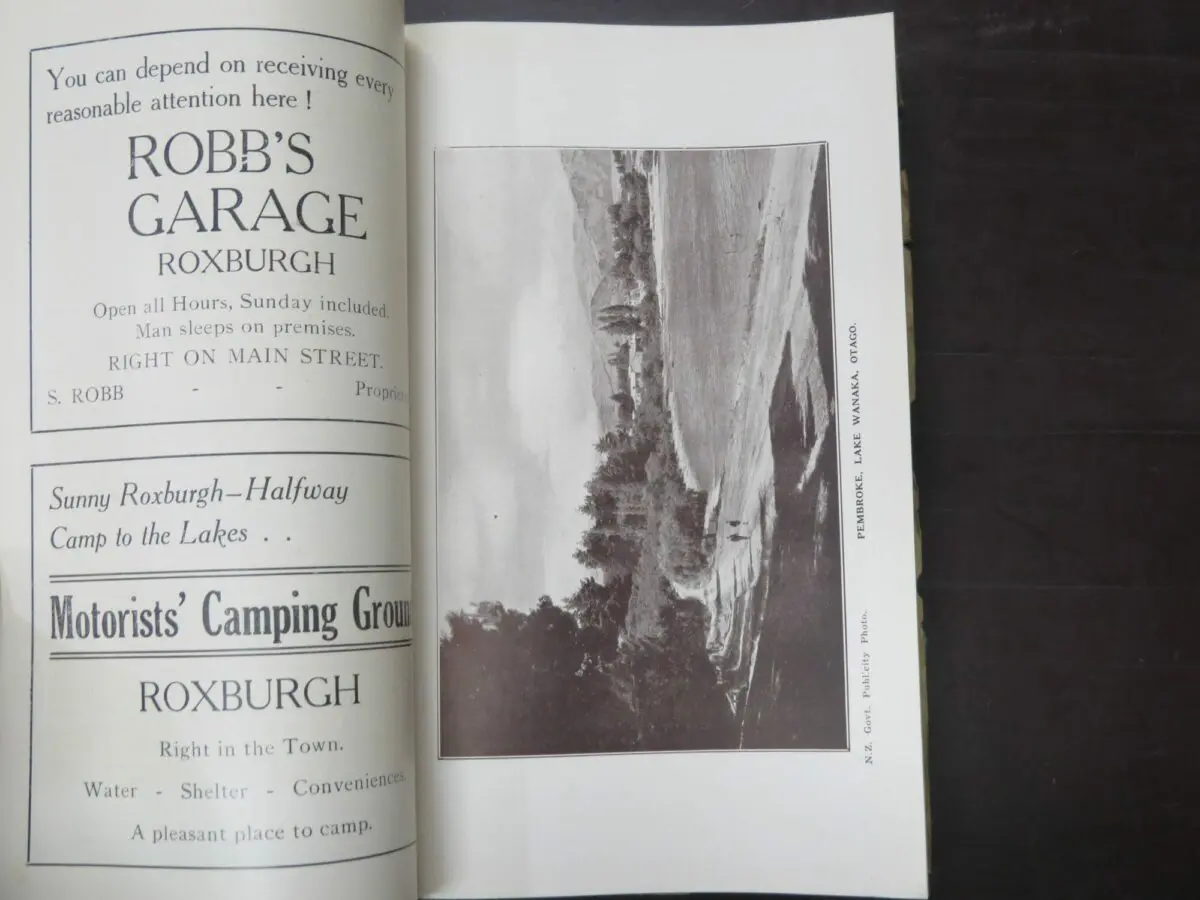 You can depend on receiving every
reasonable attention here !
ROBB'S
GARAGE
ROXBURGH
Open all Hours, Sunday included.
Man sleeps on premises.
RIGHT ON MAIN STREET.
S. ROBB - - Proprie
Sunny Roxburgh—Halfway
Camp to the Lakes . .
Motorists' Camping Groun
ROXBURGH
Right in the Town.
Water - Shelter - Conveniences.
A pleasant place to camp.
N.Z. Govt. Publicity Photo.
PEMBROKE, LAKE WANAKA, OTAGO.